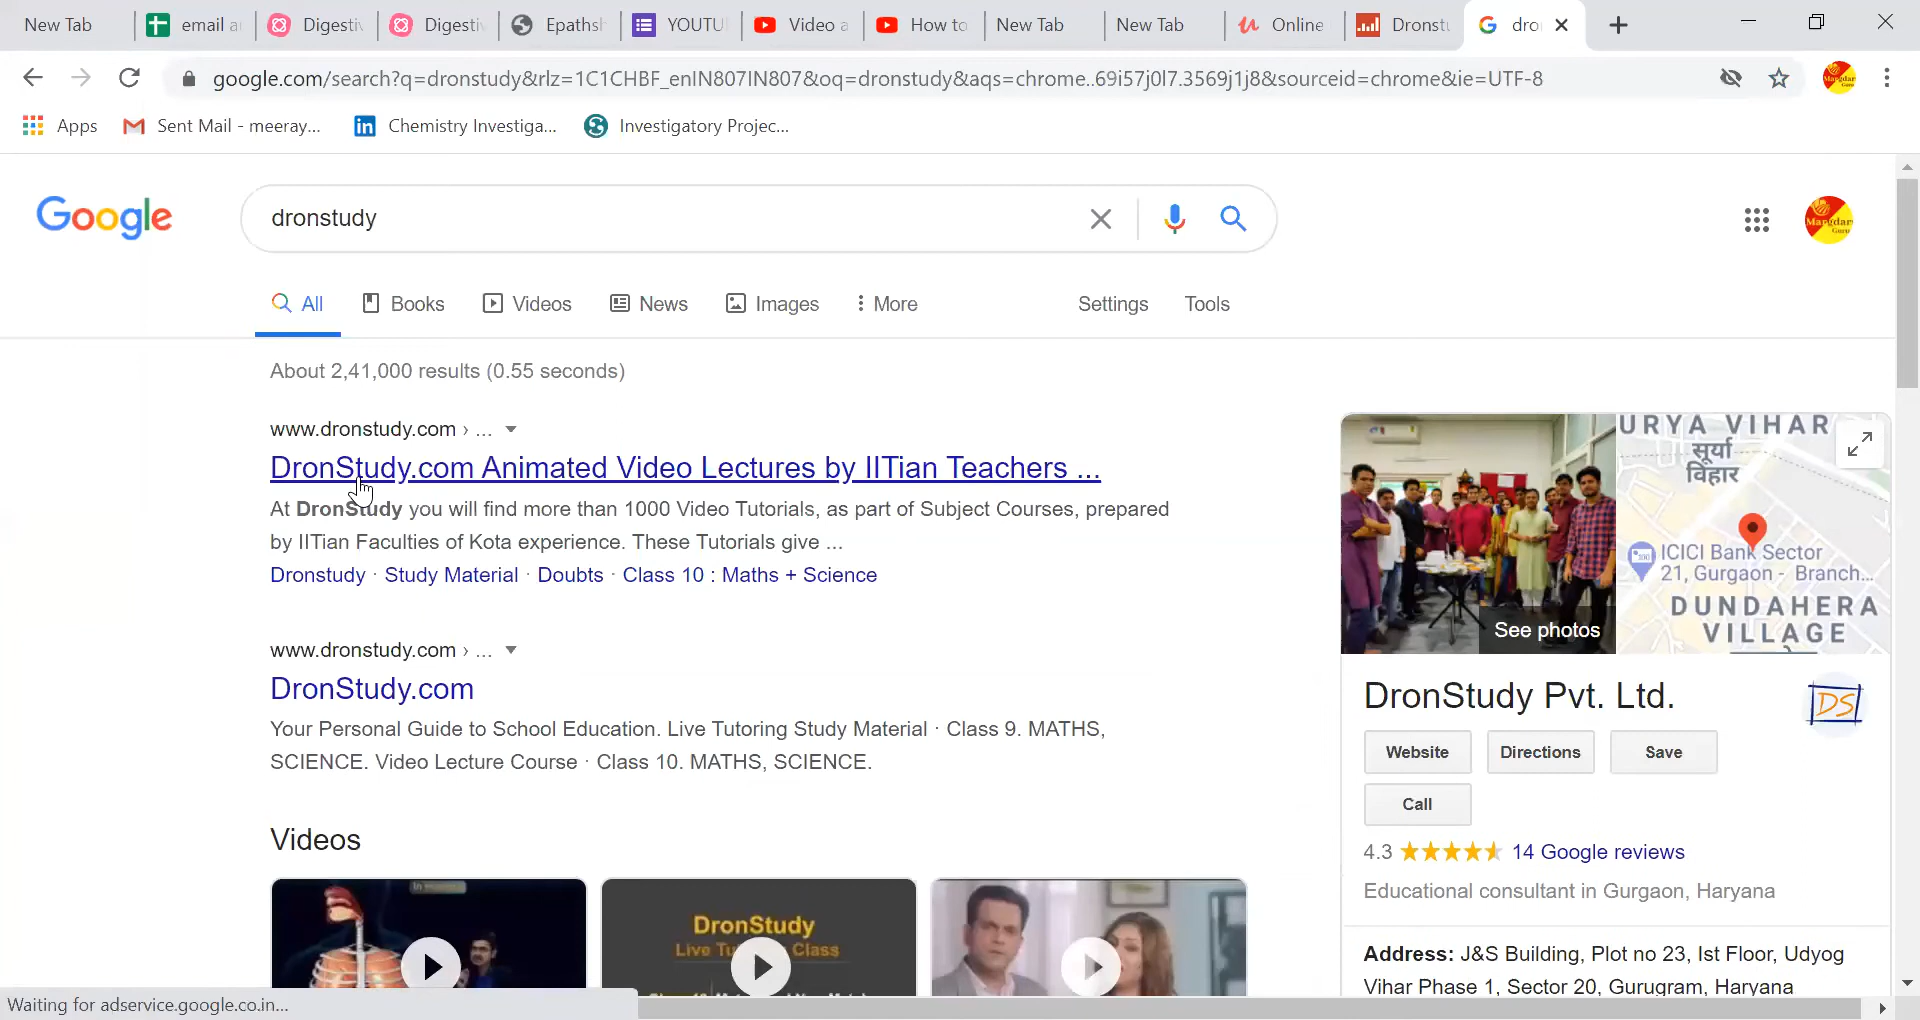 New Tab
email a
Digestiv
Digestiv
Epathsh
YOUTU
Video a
How to
New Tab
New Tab
Online
Dronstu
dro
google.com/search?q=dronstudy&rlz=1C1CHBF_enIN807IN807&oq=dronstudy&aqs=chrome..69i57j0l7.3569j1j8&sourceid=chrome&ie=UTF-8
Apps
Sent Mail - meeray...
Chemistry Investiga...
Investigatory Projec...
Google
dronstudy
Margdar
Guru
All
Books
Videos
News
Images
More
Settings
Tools
About 2,41,000 results (0.55 seconds)
www.dronstudy.com › ...
DronStudy.com Animated Video Lectures by IITian Teachers ...
At DronStudy you will find more than 1000 Video Tutorials, as part of Subject Courses, prepared
by IITian Faculties of Kota experience. These Tutorials give ...
Dronstudy · Study Material · Doubts · Class 10 : Maths + Science
www.dronstudy.com › ...
DronStudy.com
Your Personal Guide to School Education. Live Tutoring Study Material · Class 9. MATHS,
SCIENCE. Video Lecture Course · Class 10. MATHS, SCIENCE.
Videos
DronStudy
Class
URYA VIHAR
सूर्या
विहार
ICICI Bank Sector
21, Gurgaon - Branch...
DUNDAHERA
VILLAGE
See photos
DronStudy Pvt. Ltd.
DS
Website
Directions
Save
Call
4.3
14 Google reviews
Educational consultant in Gurgaon, Haryana
Address: J&S Building, Plot no 23, Ist Floor, Udyog
Vihar Phase 1, Sector 20, Gurugram, Haryana
Waiting for adservice.google.co.in...